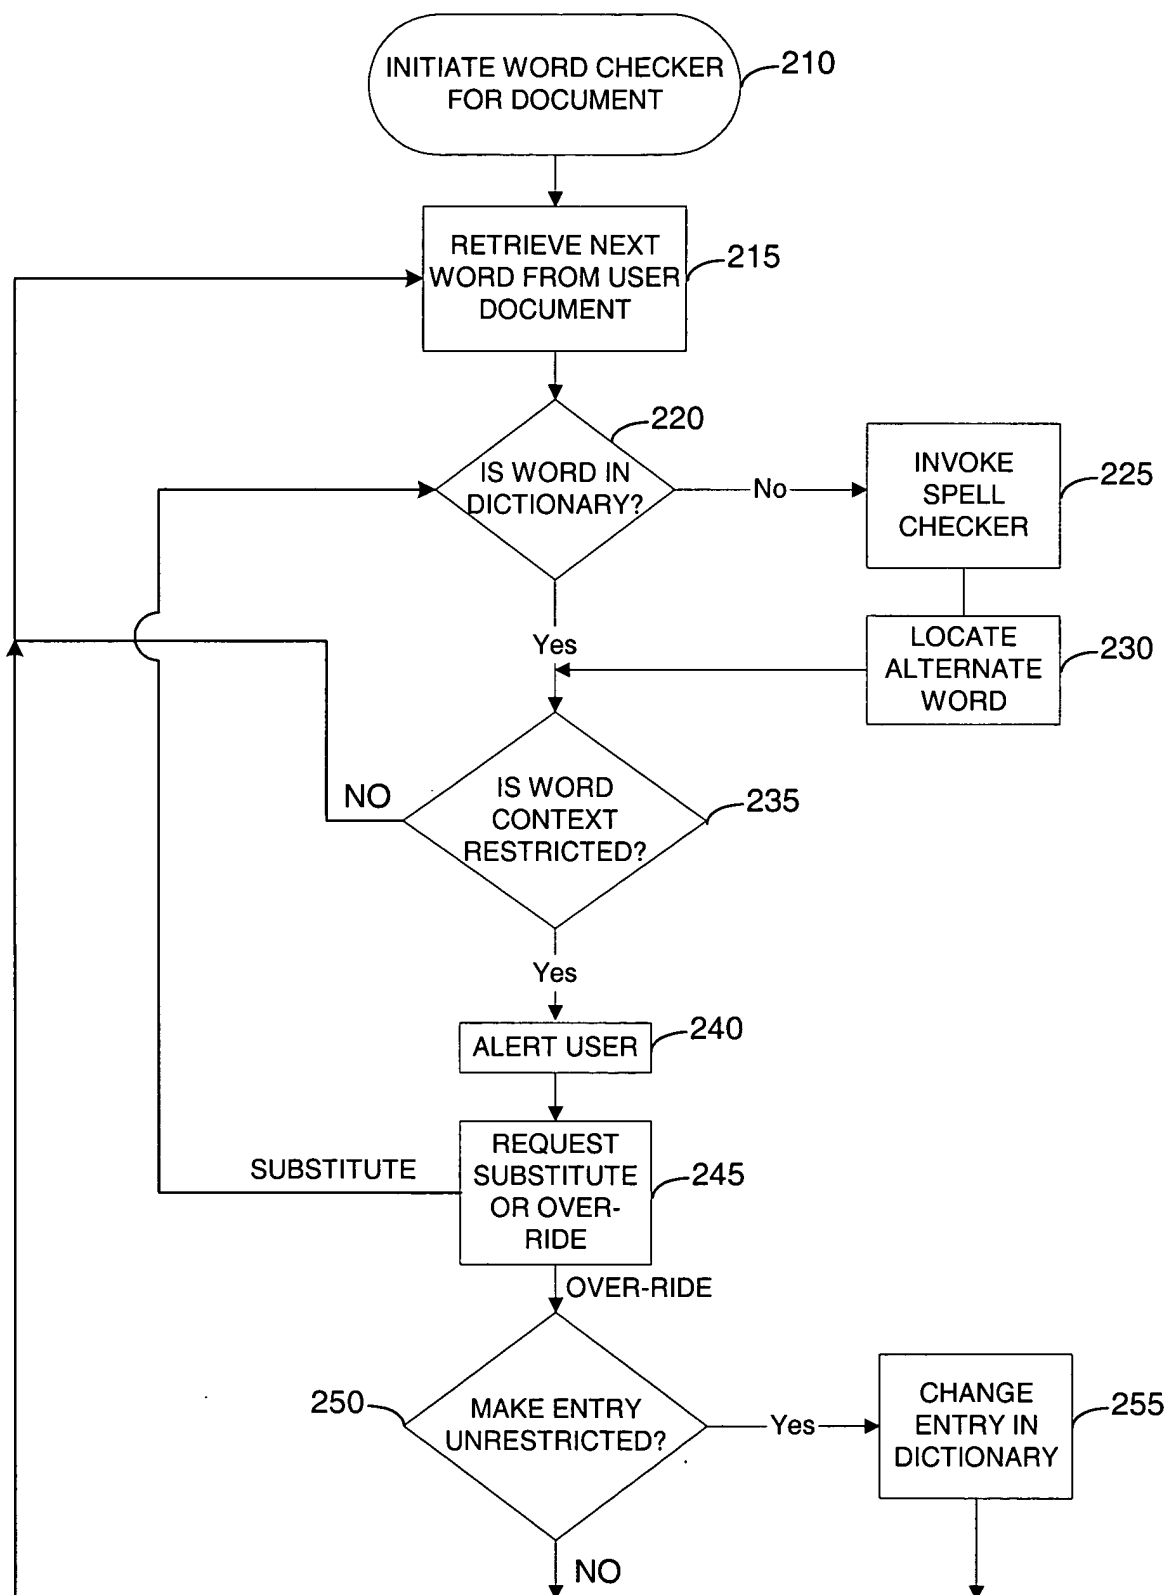 INITIATE WORD CHECKER
FOR DOCUMENT
210
RETRIEVE NEXT
WORD FROM USER
DOCUMENT
215
220
IS WORD IN
DICTIONARY?
No
INVOKE
SPELL
CHECKER
225
Yes
LOCATE
ALTERNATE
WORD
230
NO
IS WORD
CONTEXT
RESTRICTED?
235
Yes
ALERT USER
240
SUBSTITUTE
REQUEST
SUBSTITUTE
OR OVER-
RIDE
245
OVER-RIDE
250
MAKE ENTRY
UNRESTRICTED?
Yes
CHANGE
ENTRY IN
DICTIONARY
255
NO